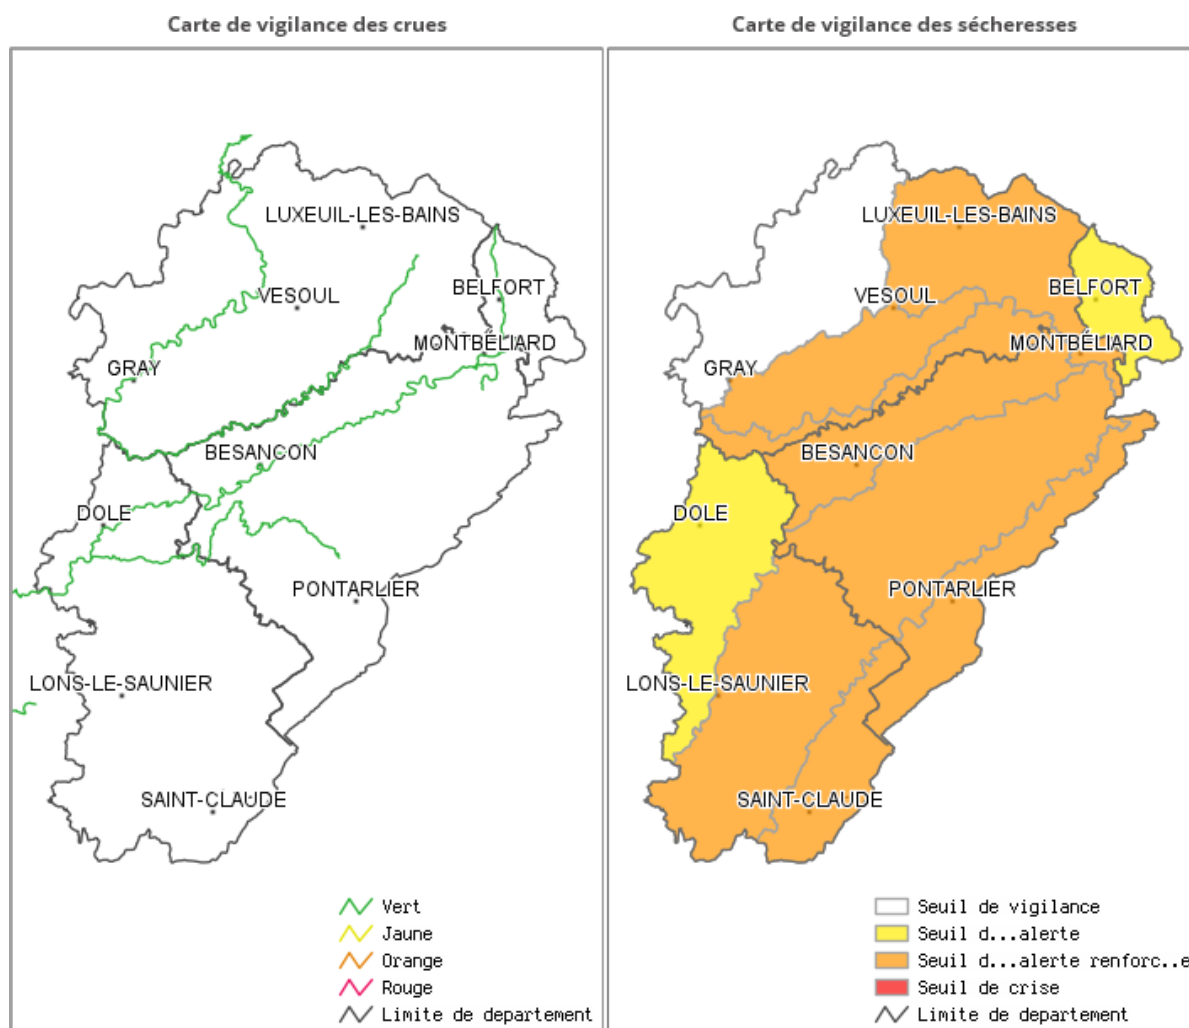 Carte de vigilance des crues
LUXEUIL-LES-BAINS
BELFORT
VESOUL
MONTBÉLIARD
GRAY
BESANCON
DOLE
PONTARLIER
LONS-LE-SAUNIER
SAINT-CLAUDE
Vert
Jaune
Orange
Rouge
Limite de departement
Carte de vigilance des sécheresses
LUXEUIL-LES-BAINS
BELFORT
VESOUL
MONTBÉLIARD
GRAY
BESANCON
DOLE
PONTARLIER
LONS-LE-SAUNIER
SAINT-CLAUDE
Seuil de vigilance
Seuil d...alerte
Seuil d...alerte renforc..e
Seuil de crise
Limite de departement